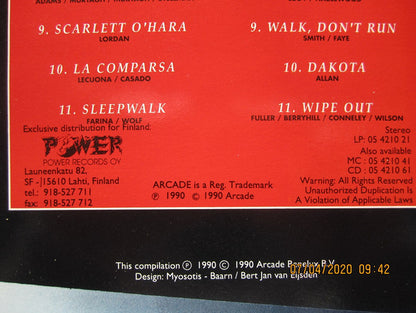 9. SCARLETT O'HARA
LORDAN
10. LA COMPARSA
LECUONA / CASADO
11. SLEEPWALK
FARINA / WOLF
9. WALK, DON'T RUN
SMITH / FAYE
10. DAKOTA
ALLAN
11. WIPE OUT
FULLER / BERRYHILL / CONNELEY / WILSON
Exclusive distribution for Finland:
POWER
POWER RECORDS OY
Launeenkatu 82,
SF -15610 Lahti, Finland
tel.: 918-527 711
fax: 918-527 712
ARCADE is a Reg. Trademark
℗ 1990 © 1990 Arcade
Stereo
LP: 05 4210 21
Also available
MC : 05 4210 41
CD : 05 4210 61
Warning: All Rights Reserved
Unauthorized Duplication Is
A Violation of Applicable Laws
This compilation ℗ 1990 © 1990 Arcade Benelux B.V.
Design: Myosotis - Baarn / Bert Jan van Eijsden
07/04/2020 09:42